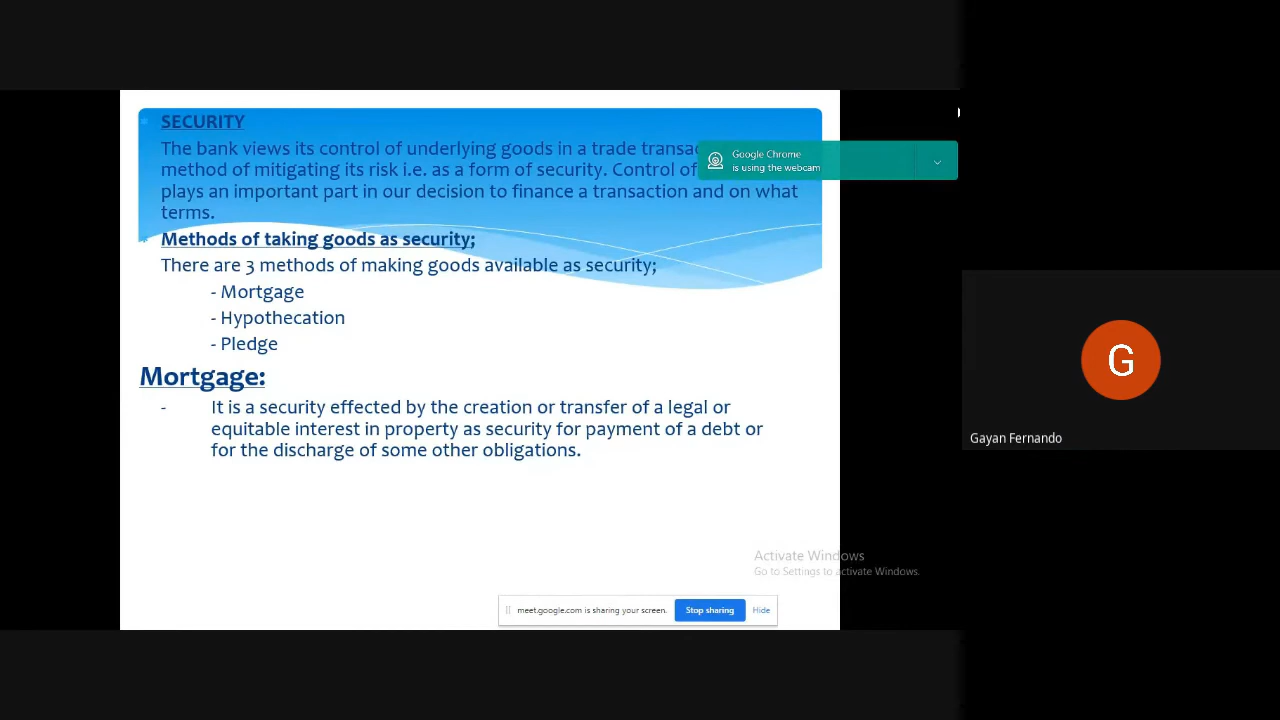 SECURITY
The bank views its control of underlying goods in a trade
method of mitigating its risk i.e. as a form of security. Control of
plays an important part in our decision to finance a transaction and on what
terms.
Methods of taking goods as security;
There are 3 methods of making goods available as security;
- Mortgage
- Hypothecation
- Pledge
Mortgage:
- It is a security effected by the creation or transfer of a legal or
equitable interest in property as security for payment of a debt or
for the discharge of some other obligations.
Google Chrome
is using the webcam
G
Gayan Fernando
Activate Windows
Go to Settings to activate Windows.
meet.google.com is sharing your screen.
Stop sharing
Hide